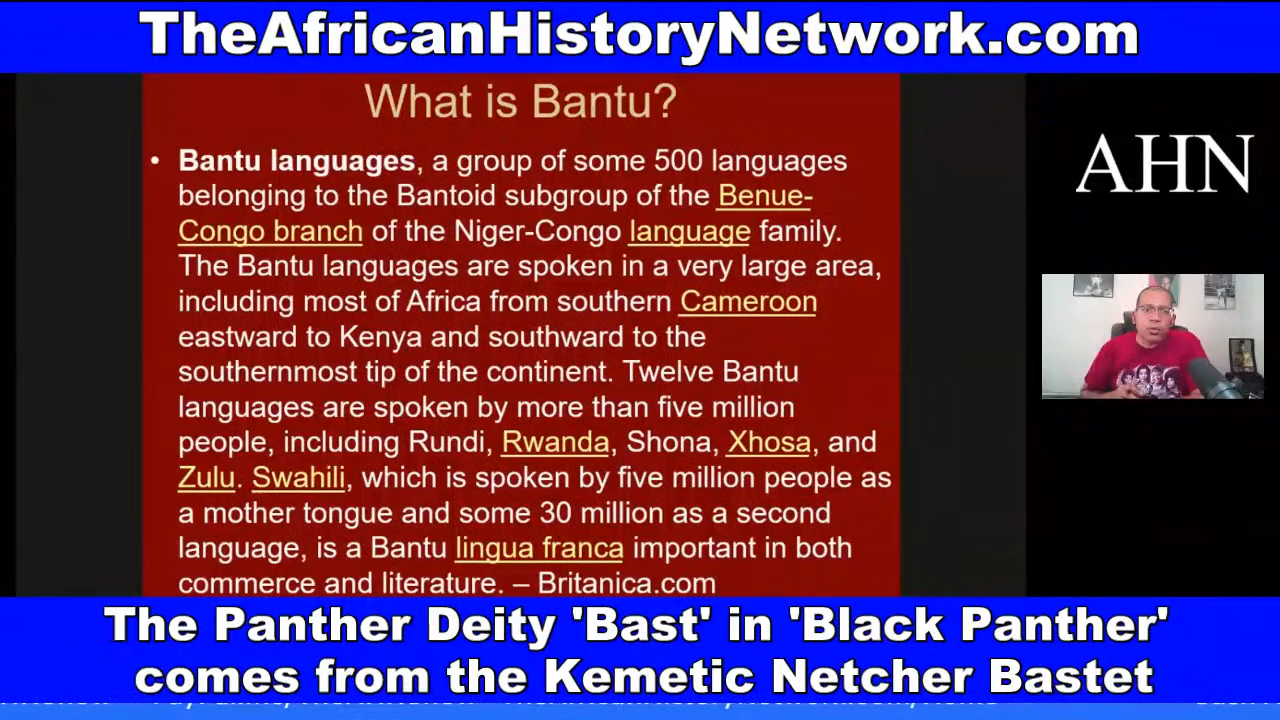 TheAfricanHistoryNetwork.com
What is Bantu?
• Bantu languages, a group of some 500 languages
belonging to the Bantoid subgroup of the Benue-
Congo branch of the Niger-Congo language family.
The Bantu languages are spoken in a very large area,
including most of Africa from southern Cameroon
eastward to Kenya and southward to the
southernmost tip of the continent. Twelve Bantu
languages are spoken by more than five million
people, including Rundi, Rwanda, Shona, Xhosa, and
Zulu. Swahili, which is spoken by five million people as
a mother tongue and some 30 million as a second
language, is a Bantu lingua franca important in both
commerce and literature. – Britanica.com
AHN
The Panther Deity 'Bast' in 'Black Panther'
comes from the Kemetic Netcher Bastet